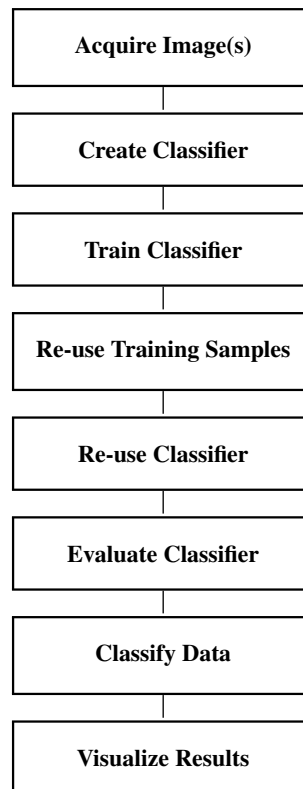 Acquire Image(s)
Create Classifier
Train Classifier
Re-use Training Samples
Re-use Classifier
Evaluate Classifier
Classify Data
Visualize Results